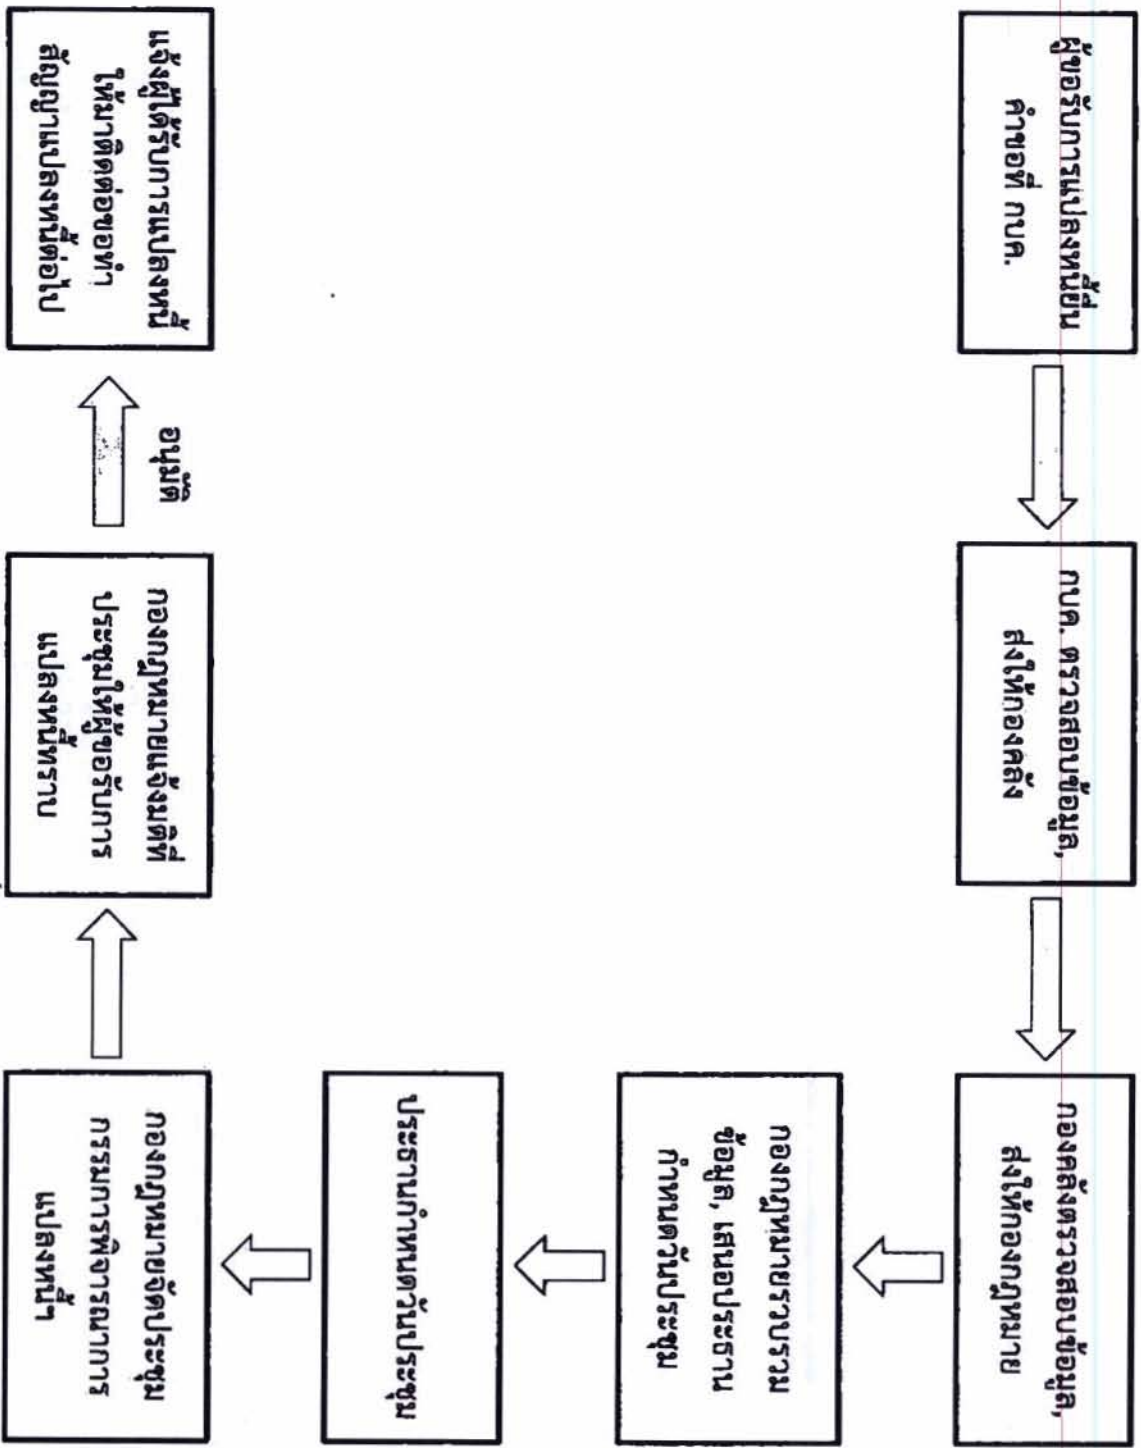 ผู้ขอรับการแปลงหนี้ยื่น
คำขอที่ กบค.
กบค. ตรวจสอบข้อมูล,
ส่งให้กองคลัง
กองคลังตรวจสอบข้อมูล,
ส่งให้กองกฎหมาย
กองกฎหมายรวบรวม
ข้อมูล, เสนอประธาน
กำหนดวันประชุม
ประธานกำหนดวันประชุม
กองกฎหมายจัดประชุม
กรรมการพิจารณาการ
แปลงหนี้ฯ
กองกฎหมายแจ้งมติที่
ประชุมให้ผู้ขอรับการ
แปลงหนี้ทราบ
อนุมัติ
แจ้งผู้ได้รับการแปลงหนี้
ให้มาติดต่อขอทำ
สัญญาแปลงหนี้ต่อไป